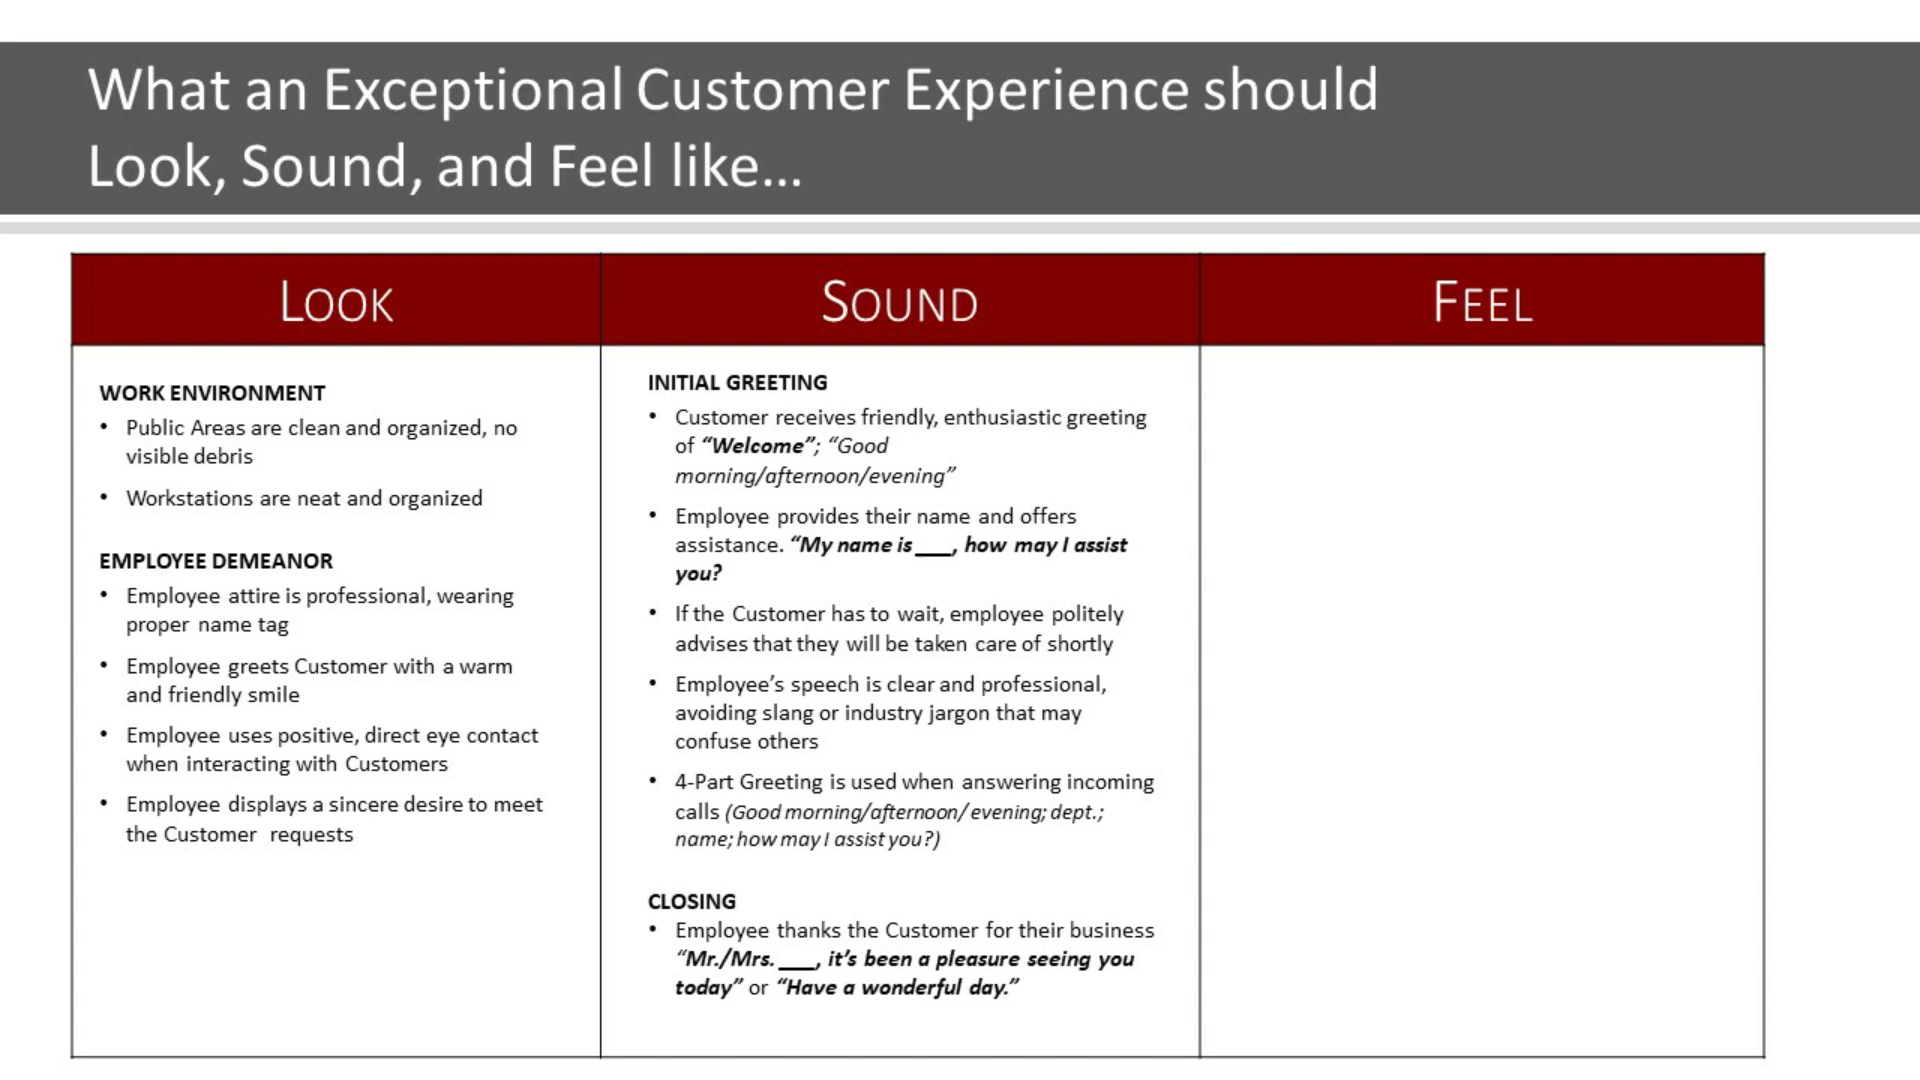 What an Exceptional Customer Experience should
Look, Sound, and Feel like...
LOOK
SOUND
FEEL
WORK ENVIRONMENT
• Public Areas are clean and organized, no
visible debris
• Workstations are neat and organized
EMPLOYEE DEMEANOR
• Employee attire is professional, wearing
proper name tag
• Employee greets Customer with a warm
and friendly smile
• Employee uses positive, direct eye contact
when interacting with Customers
• Employee displays a sincere desire to meet
the Customer requests
INITIAL GREETING
• Customer receives friendly, enthusiastic greeting
of “Welcome”; “Good
morning/afternoon/evening”
• Employee provides their name and offers
assistance. “My name is ___, how may I assist
you?
• If the Customer has to wait, employee politely
advises that they will be taken care of shortly
• Employee’s speech is clear and professional,
avoiding slang or industry jargon that may
confuse others
• 4-Part Greeting is used when answering incoming
calls (Good morning/afternoon/ evening; dept.;
name; how may I assist you?)
CLOSING
• Employee thanks the Customer for their business
“Mr./Mrs. ___, it’s been a pleasure seeing you
today” or “Have a wonderful day.”